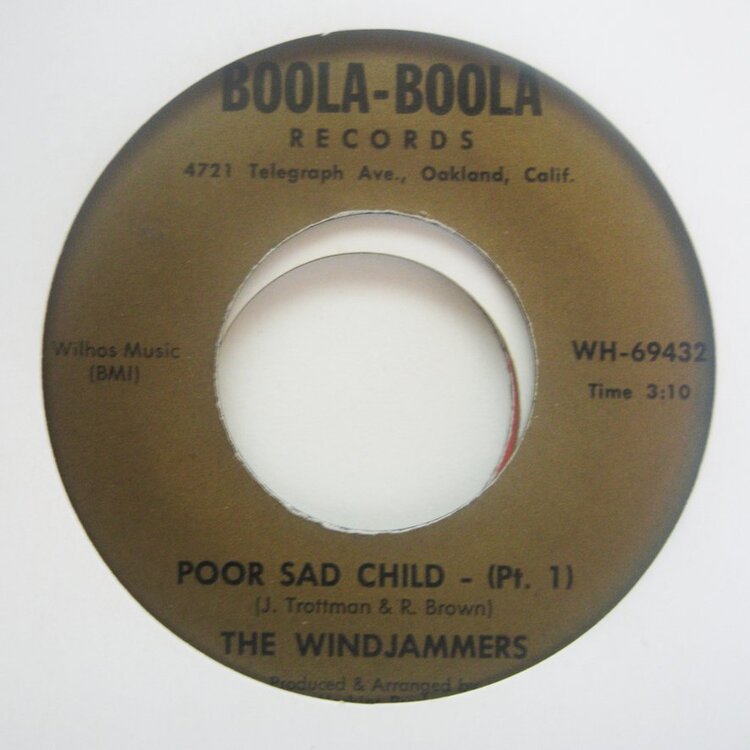 BOOLA-BOOLA
RECORDS
4721 Telegraph Ave., Oakland, Calif.
Wilhos Music
(BMI)
WH-69432
Time 3:10
POOR SAD CHILD - (Pt. 1)
(J. Trottman & R. Brown)
THE WINDJAMMERS
Produced & Arranged by